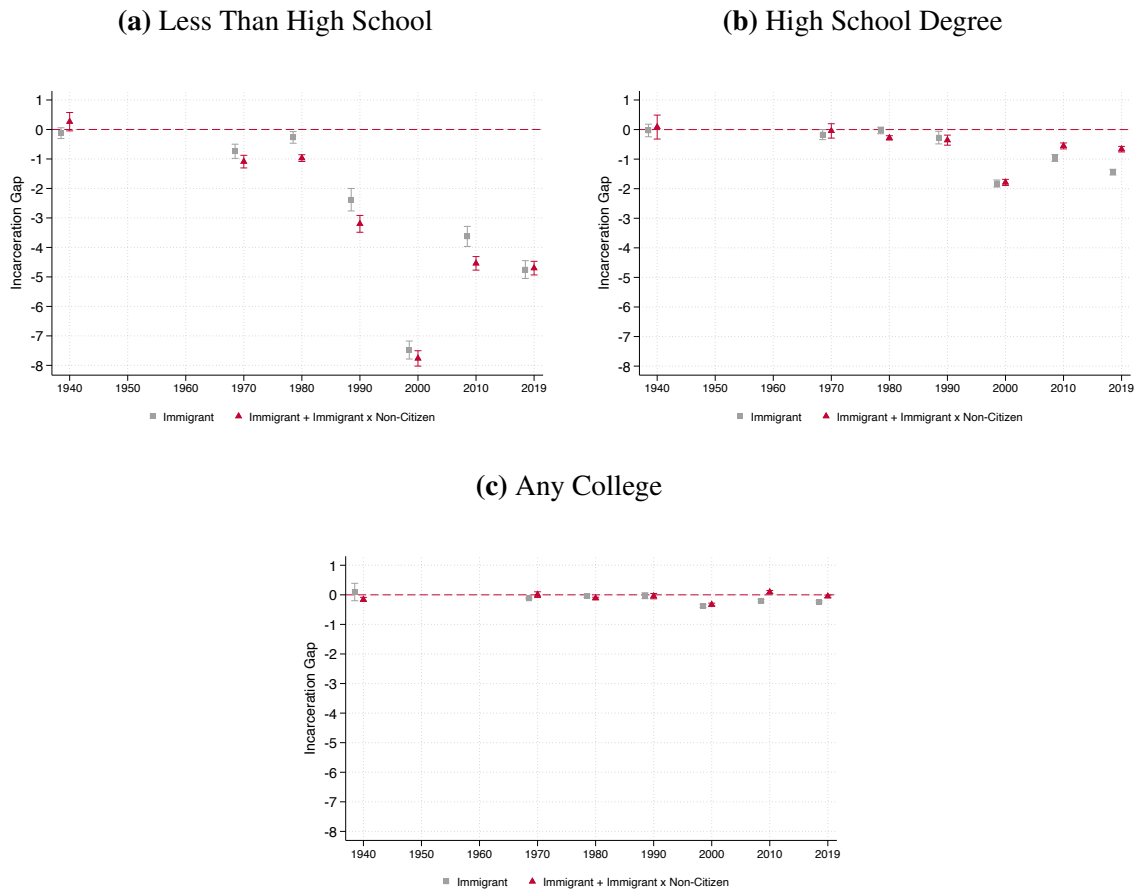 (a) Less Than High School
Incarceration Gap
1
0
-1
-2
-3
-4
-5
-6
-7
-8
1940 1950 1960 1970 1980 1990 2000 2010 2019
Immigrant Immigrant + Immigrant x Non-Citizen
(b) High School Degree
Incarceration Gap
1
0
-1
-2
-3
-4
-5
-6
-7
-8
1940 1950 1960 1970 1980 1990 2000 2010 2019
Immigrant Immigrant + Immigrant x Non-Citizen
(c) Any College
Incarceration Gap
1
0
-1
-2
-3
-4
-5
-6
-7
-8
1940 1950 1960 1970 1980 1990 2000 2010 2019
Immigrant Immigrant + Immigrant x Non-Citizen